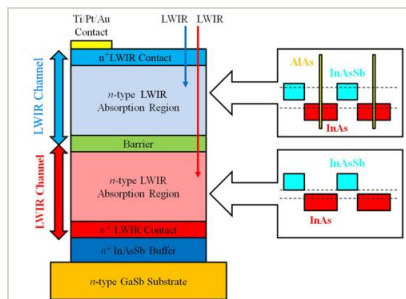 Ti/Pt/Au
Contact
LWIR
LWIR
n⁺LWIR Contact
n-type LWIR
Absorption Region
Barrier
n-type LWIR
Absorption Region
n⁺ LWIR Contact
n⁺ InAsSb Buffer
n-type GaSb Substrate
LWIR Channel
LWIR Channel
AlAs
InAsSb
InAs
InAsSb
InAs